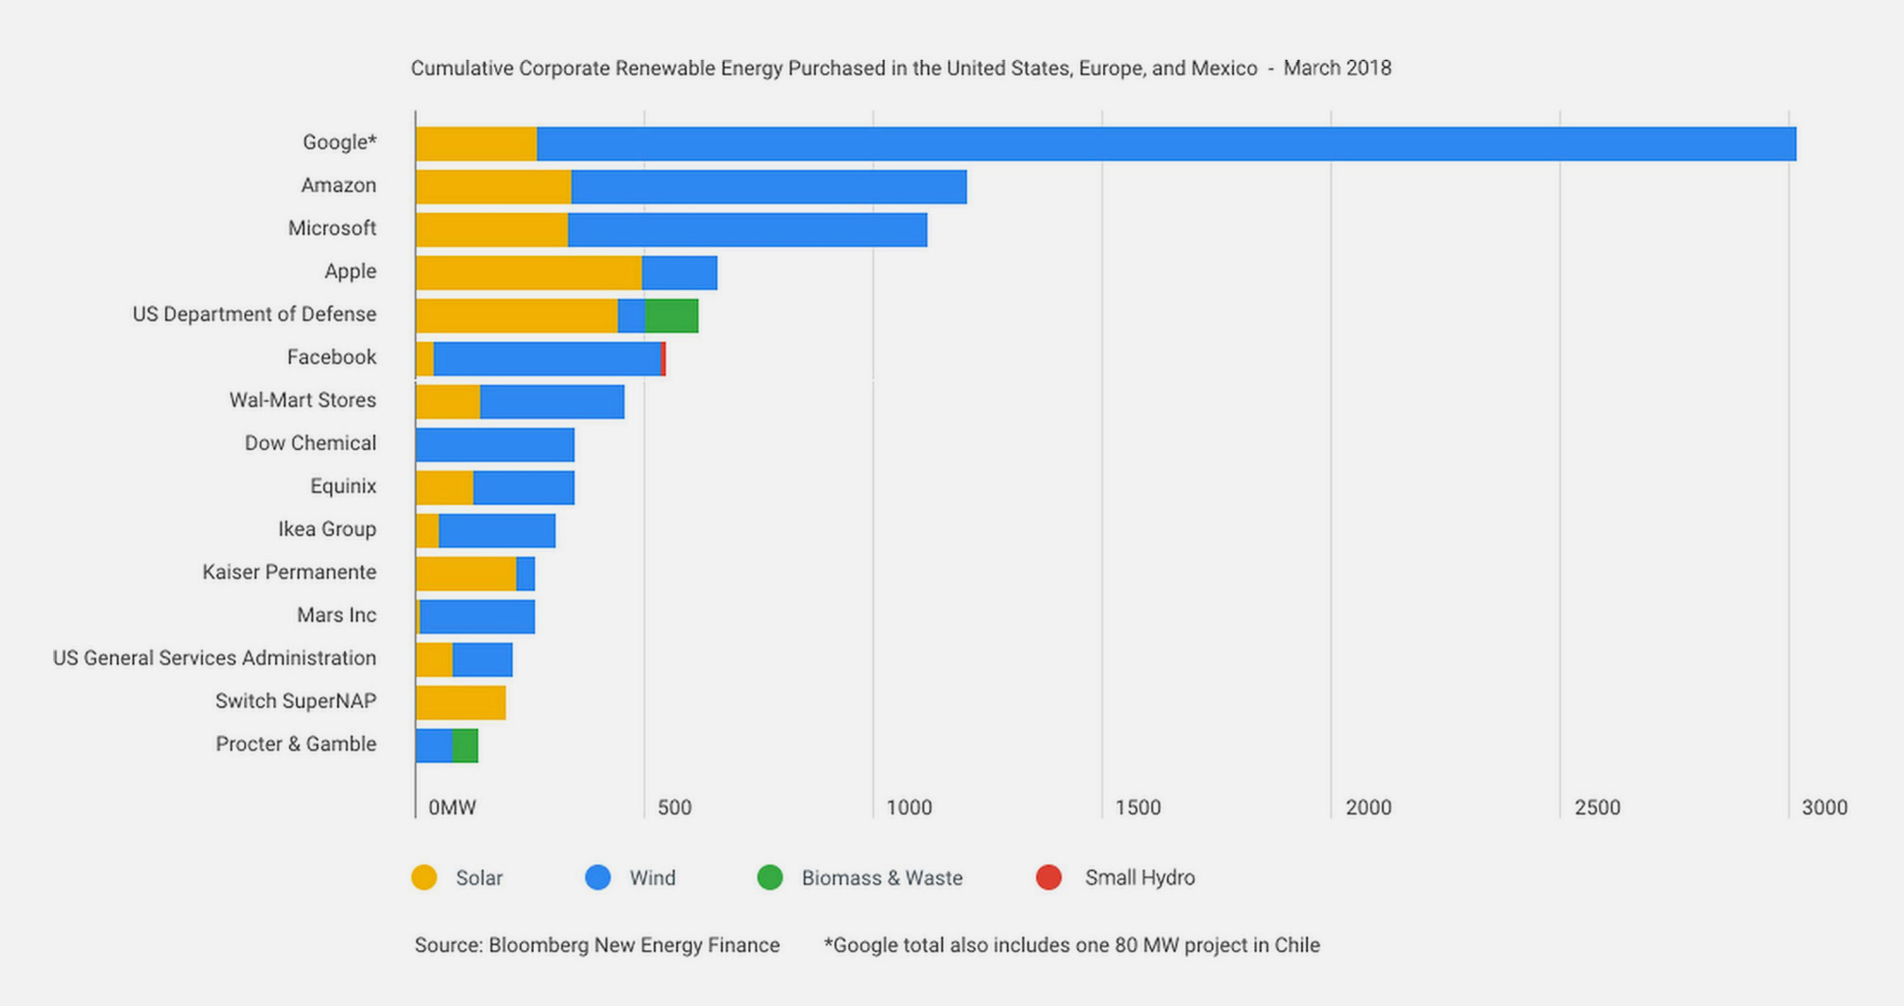 Cumulative Corporate Renewable Energy Purchased in the United States, Europe, and Mexico - March 2018
Google*
Amazon
Microsoft
Apple
US Department of Defense
Facebook
Wal-Mart Stores
Dow Chemical
Equinix
Ikea Group
Kaiser Permanente
Mars Inc
US General Services Administration
Switch SuperNAP
Procter & Gamble
0MW 500 1000 1500 2000 2500 3000
Solar Wind Biomass & Waste Small Hydro
Source: Bloomberg New Energy Finance *Google total also includes one 80 MW project in Chile